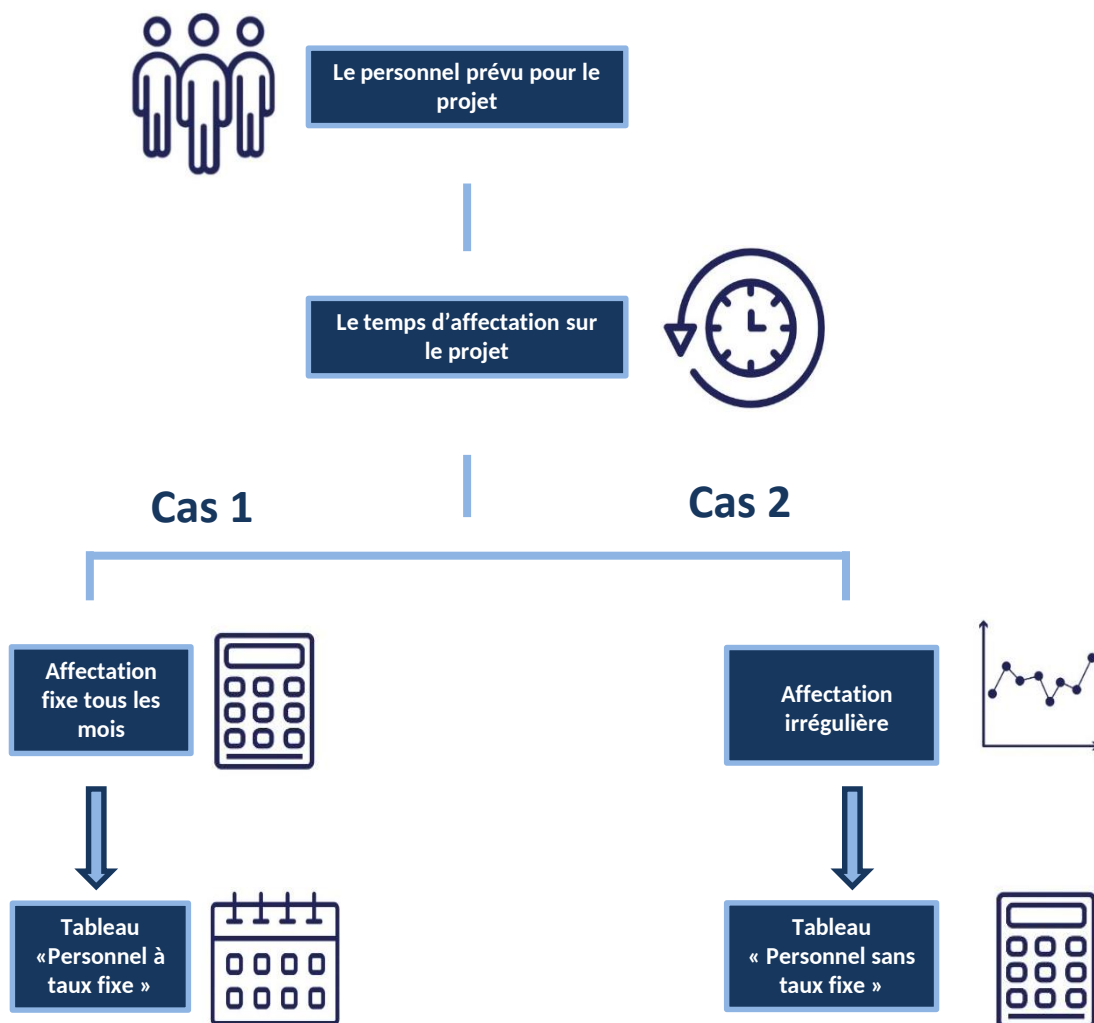 Le personnel prévu pour le
projet
Le temps d’affectation sur
le projet
Cas 1
Cas 2
Affectation
fixe tous les
mois
Affectation
irrégulière
Tableau
«Personnel à
taux fixe »
Tableau
« Personnel sans
taux fixe »